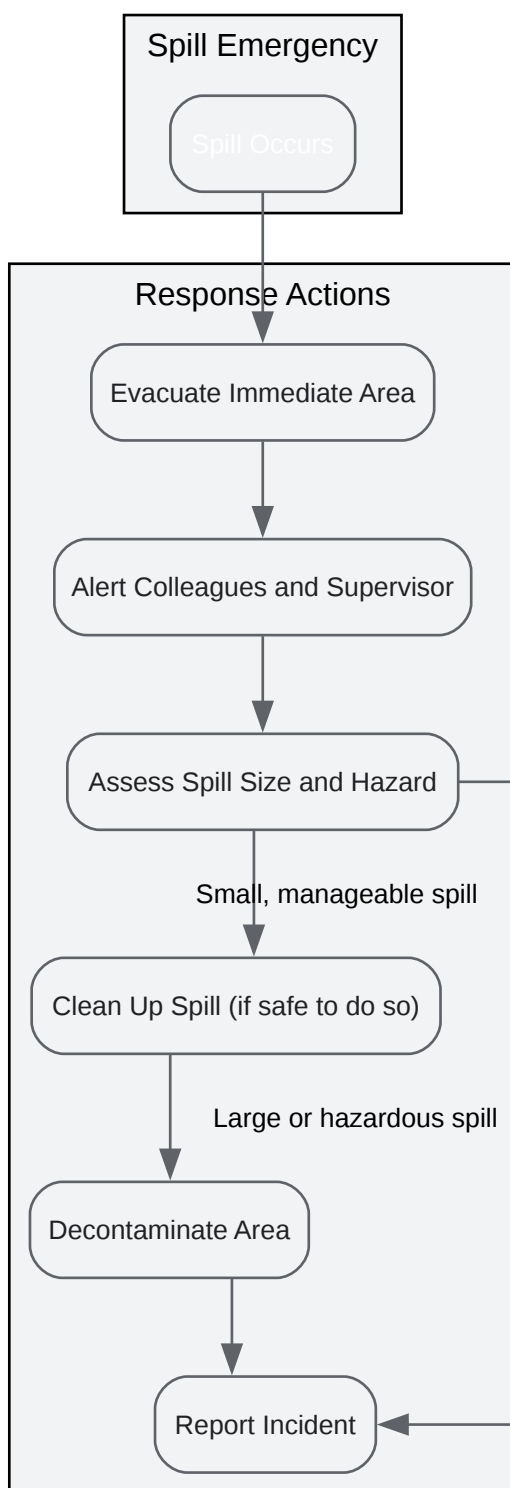 Spill Emergency
Spill Occurs
Response Actions
Evacuate Immediate Area
Alert Colleagues and Supervisor
Assess Spill Size and Hazard
Small, manageable spill
Clean Up Spill (if safe to do so)
Large or hazardous spill
Decontaminate Area
Report Incident